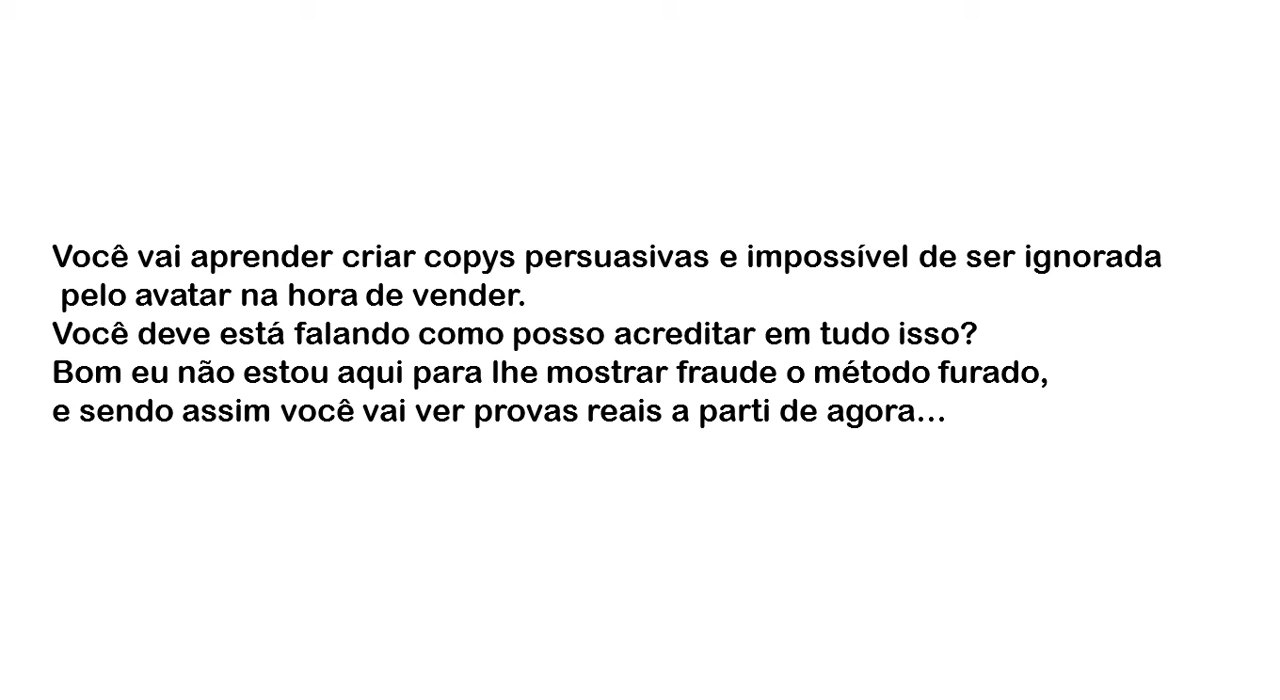 Você vai aprender criar copys persuasivas e impossível de ser ignorada
pelo avatar na hora de vender.
Você deve está falando como posso acreditar em tudo isso?
Bom eu não estou aqui para lhe mostrar fraude o método furado,
e sendo assim você vai ver provas reais a parti de agora...